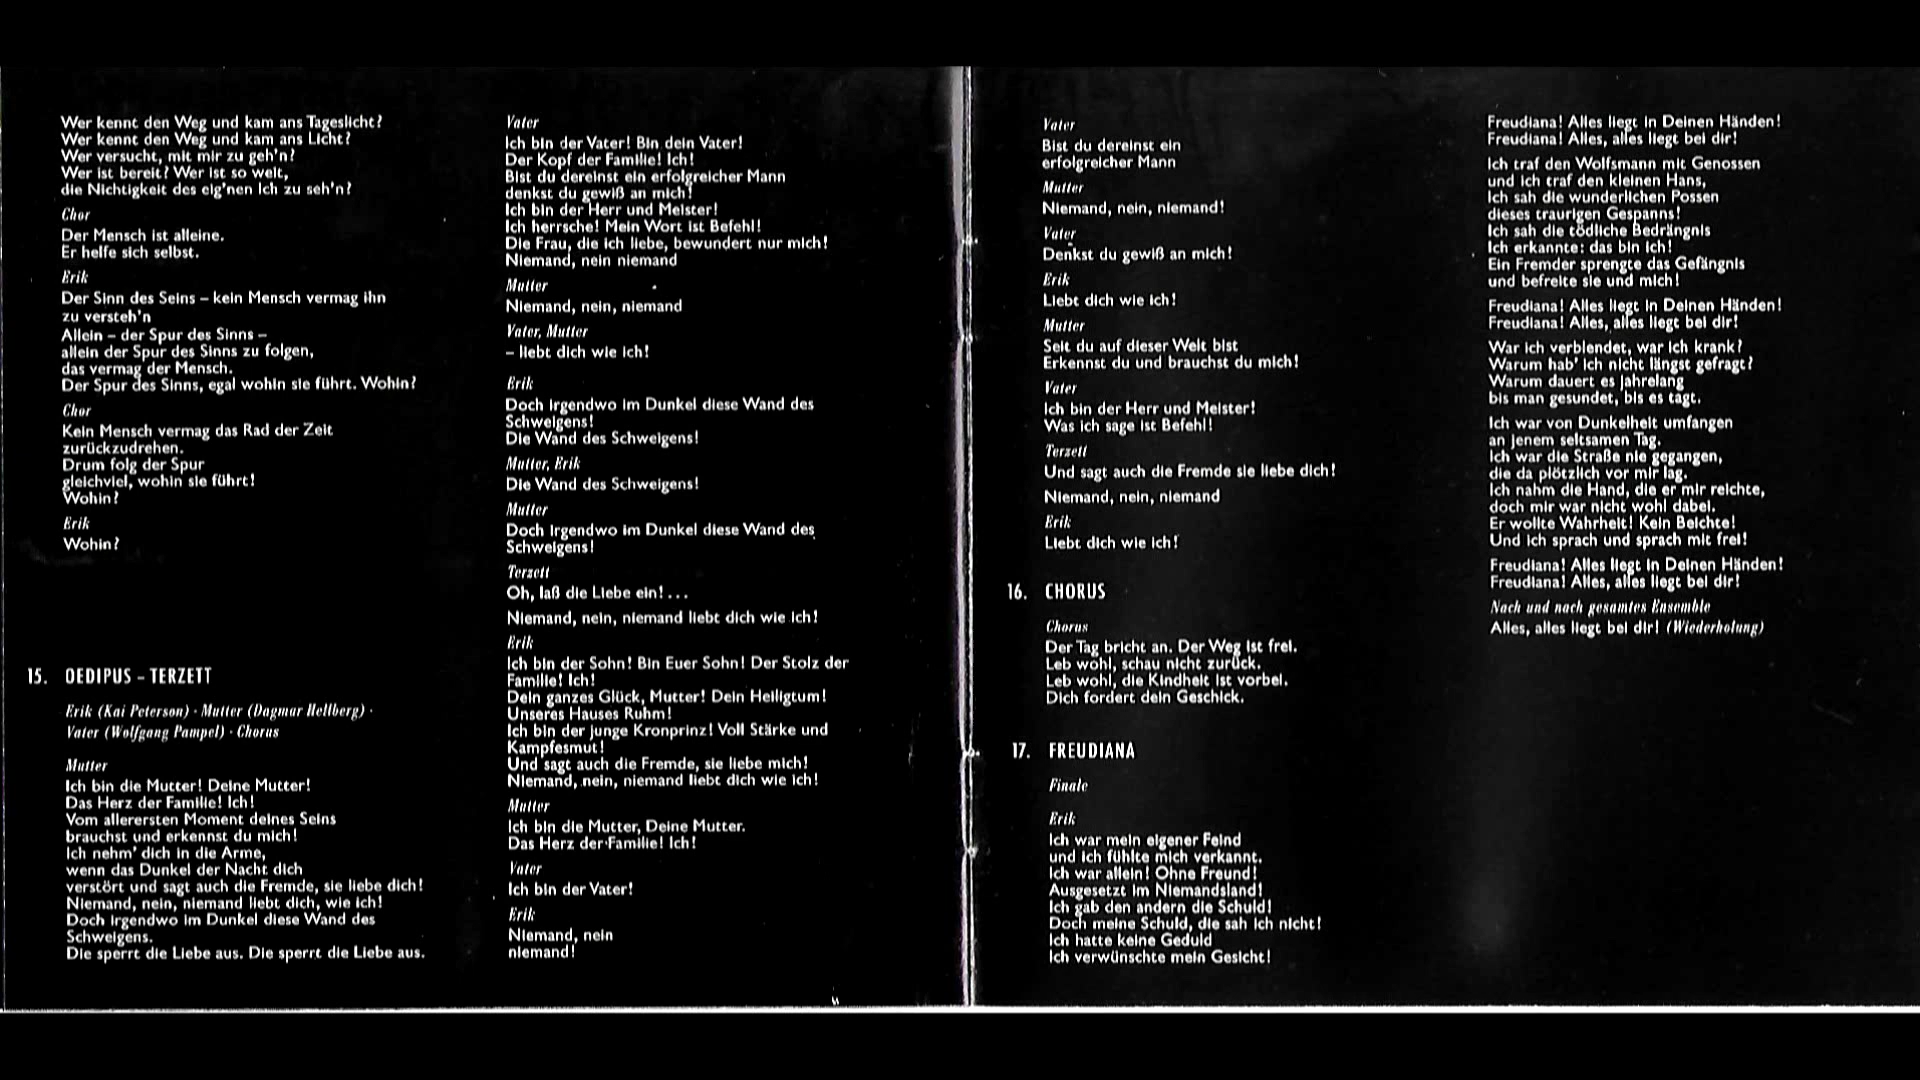 Wer kennt den Weg und kam ans Tageslicht?
Wer kennt den Weg und kam ans Licht?
Wer versucht, mit mir zu geh'n?
Wer ist bereit? Wer ist so weit,
die Nichtigkeit des eig'nen Ich zu seh'n?
Chor
Der Mensch ist alleine.
Er helfe sich selbst.
Erik
Der Sinn des Seins – kein Mensch vermag ihn
zu versteh'n
Allein – der Spur des Sinns –
allein der Spur des Sinns zu folgen,
das vermag der Mensch.
Der Spur des Sinns, egal wohin sie führt. Wohin?
Chor
Kein Mensch vermag das Rad der Zeit
zurückzudrehen.
Drum folg der Spur
gleichviel, wohin sie führt!
Wohin?
Erik
Wohin?
15. OEDIPUS – TERZETT
Erik (Kai Peterson) · Mutter (Dagmar Hellberg) ·
Vater (Wolfgang Pampel) · Chorus
Mutter
Ich bin die Mutter! Deine Mutter!
Das Herz der Familie! Ich!
Vom allerersten Moment deines Seins
brauchst und erkennst du mich!
Ich nehm' dich in die Arme,
wenn das Dunkel der Nacht dich
verstört und sagt auch die Fremde, sie liebe dich!
Niemand, nein, niemand liebt dich, wie ich!
Doch irgendwo im Dunkel diese Wand des
Schweigens.
Die sperrt die Liebe aus. Die sperrt die Liebe aus.
Vater
Ich bin der Vater! Bin dein Vater!
Der Kopf der Familie! Ich!
Bist du dereinst ein erfolgreicher Mann
denkst du gewiß an mich!
Ich bin der Herr und Meister!
Ich herrsche! Mein Wort ist Befehl!
Die Frau, die ich liebe, bewundert nur mich!
Niemand, nein niemand
Mutter
Niemand, nein, niemand
Vater, Mutter
– liebt dich wie ich!
Erik
Doch irgendwo im Dunkel diese Wand des
Schweigens!
Die Wand des Schweigens!
Mutter, Erik
Die Wand des Schweigens!
Mutter
Doch irgendwo im Dunkel diese Wand des
Schweigens!
Terzett
Oh, laß die Liebe ein! . . .
Niemand, nein, niemand liebt dich wie ich!
Erik
Ich bin der Sohn! Bin Euer Sohn! Der Stolz der
Familie! Ich!
Dein ganzes Glück, Mutter! Dein Heiligtum!
Unseres Hauses Ruhm!
Ich bin der junge Kronprinz! Voll Stärke und
Kampfesmut!
Und sagt auch die Fremde, sie liebe mich!
Niemand, nein, niemand liebt dich wie ich!
Mutter
Ich bin die Mutter, Deine Mutter.
Das Herz der Familie! Ich!
Vater
Ich bin der Vater!
Erik
Niemand, nein
niemand!
Vater
Bist du dereinst ein
erfolgreicher Mann
Mutter
Niemand, nein, niemand!
Vater
Denkst du gewiß an mich!
Erik
Liebt dich wie ich!
Mutter
Seit du auf dieser Welt bist
Erkennst du und brauchst du mich!
Vater
Ich bin der Herr und Meister!
Was ich sage ist Befehl!
Terzett
Und sagt auch die Fremde sie liebe dich!
Niemand, nein, niemand
Erik
Liebt dich wie ich!
16. CHORUS
Chorus
Der Tag bricht an. Der Weg ist frei.
Leb wohl, schau nicht zurück.
Leb wohl, die Kindheit ist vorbei.
Dich fordert dein Geschick.
17. FREUDIANA
Finale
Erik
Ich war mein eigener Feind
und ich fühlte mich verkannt.
Ich war allein! Ohne Freund!
Ausgesetzt im Niemandsland!
Ich gab den andern die Schuld!
Doch meine Schuld, die sah ich nicht!
Ich hatte keine Geduld
Ich verwünschte mein Gesicht!
Freudiana! Alles liegt in Deinen Händen!
Freudiana! Alles, alles liegt bei dir!
Ich traf den Wolfsmann mit Genossen
und ich traf den kleinen Hans,
Ich sah die wunderlichen Possen
dieses traurigen Gespanns!
Ich sah die tödliche Bedrängnis
Ich erkannte: das bin ich!
Ein Fremder sprengte das Gefängnis
und befreite sie und mich!
Freudiana! Alles liegt in Deinen Händen!
Freudiana! Alles, alles liegt bei dir!
War ich verblendet, war ich krank?
Warum hab' ich nicht längst gefragt?
Warum dauert es jahrelang
bis man gesundet, bis es tagt.
Ich war von Dunkelheit umfangen
an jenem seltsamen Tag.
Ich war die Straße nie gegangen,
die da plötzlich vor mir lag.
Ich nahm die Hand, die er mir reichte,
doch mir war nicht wohl dabei.
Er wollte Wahrheit! Kein Beichte!
Und ich sprach und sprach mit frei!
Freudiana! Alles liegt in Deinen Händen!
Freudiana! Alles, alles liegt bei dir!
Nach und nach gesamtes Ensemble
Alles, alles liegt bei dir! (Wiederholung)